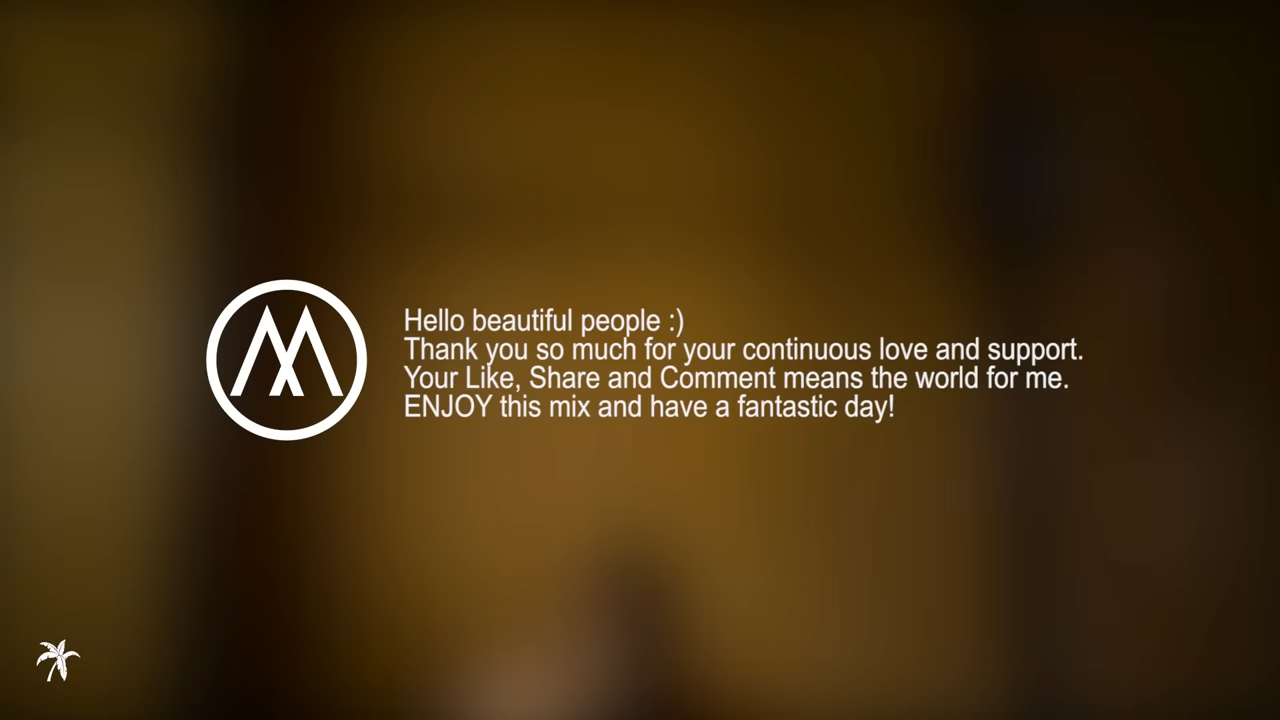 Hello beautiful people :)
Thank you so much for your continuous love and support.
Your Like, Share and Comment means the world for me.
ENJOY this mix and have a fantastic day!